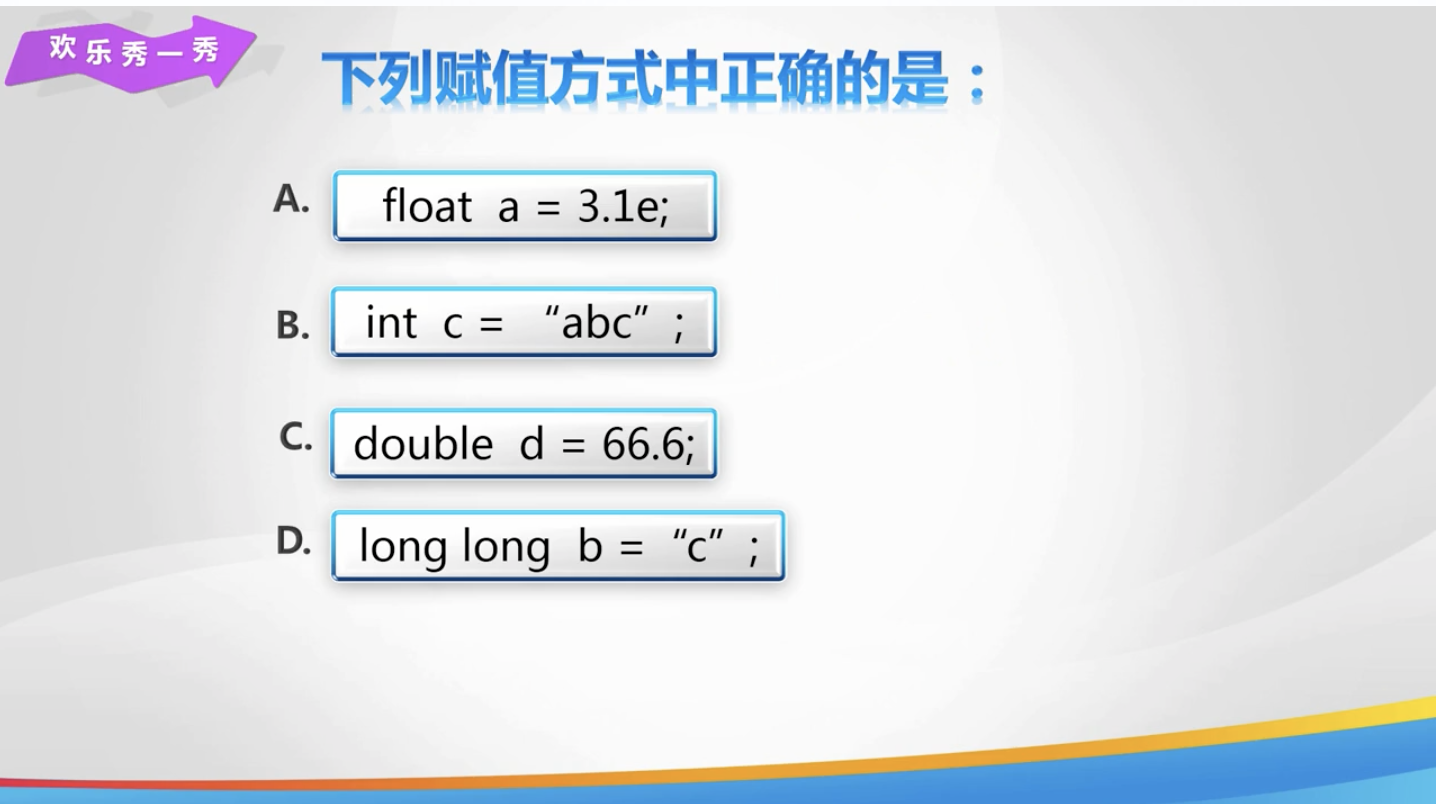 欢乐秀一秀
下列赋值方式中正确的是：
A. float a = 3.1e;
B. int c = “abc”;
C. double d = 66.6;
D. long long b = “c”;